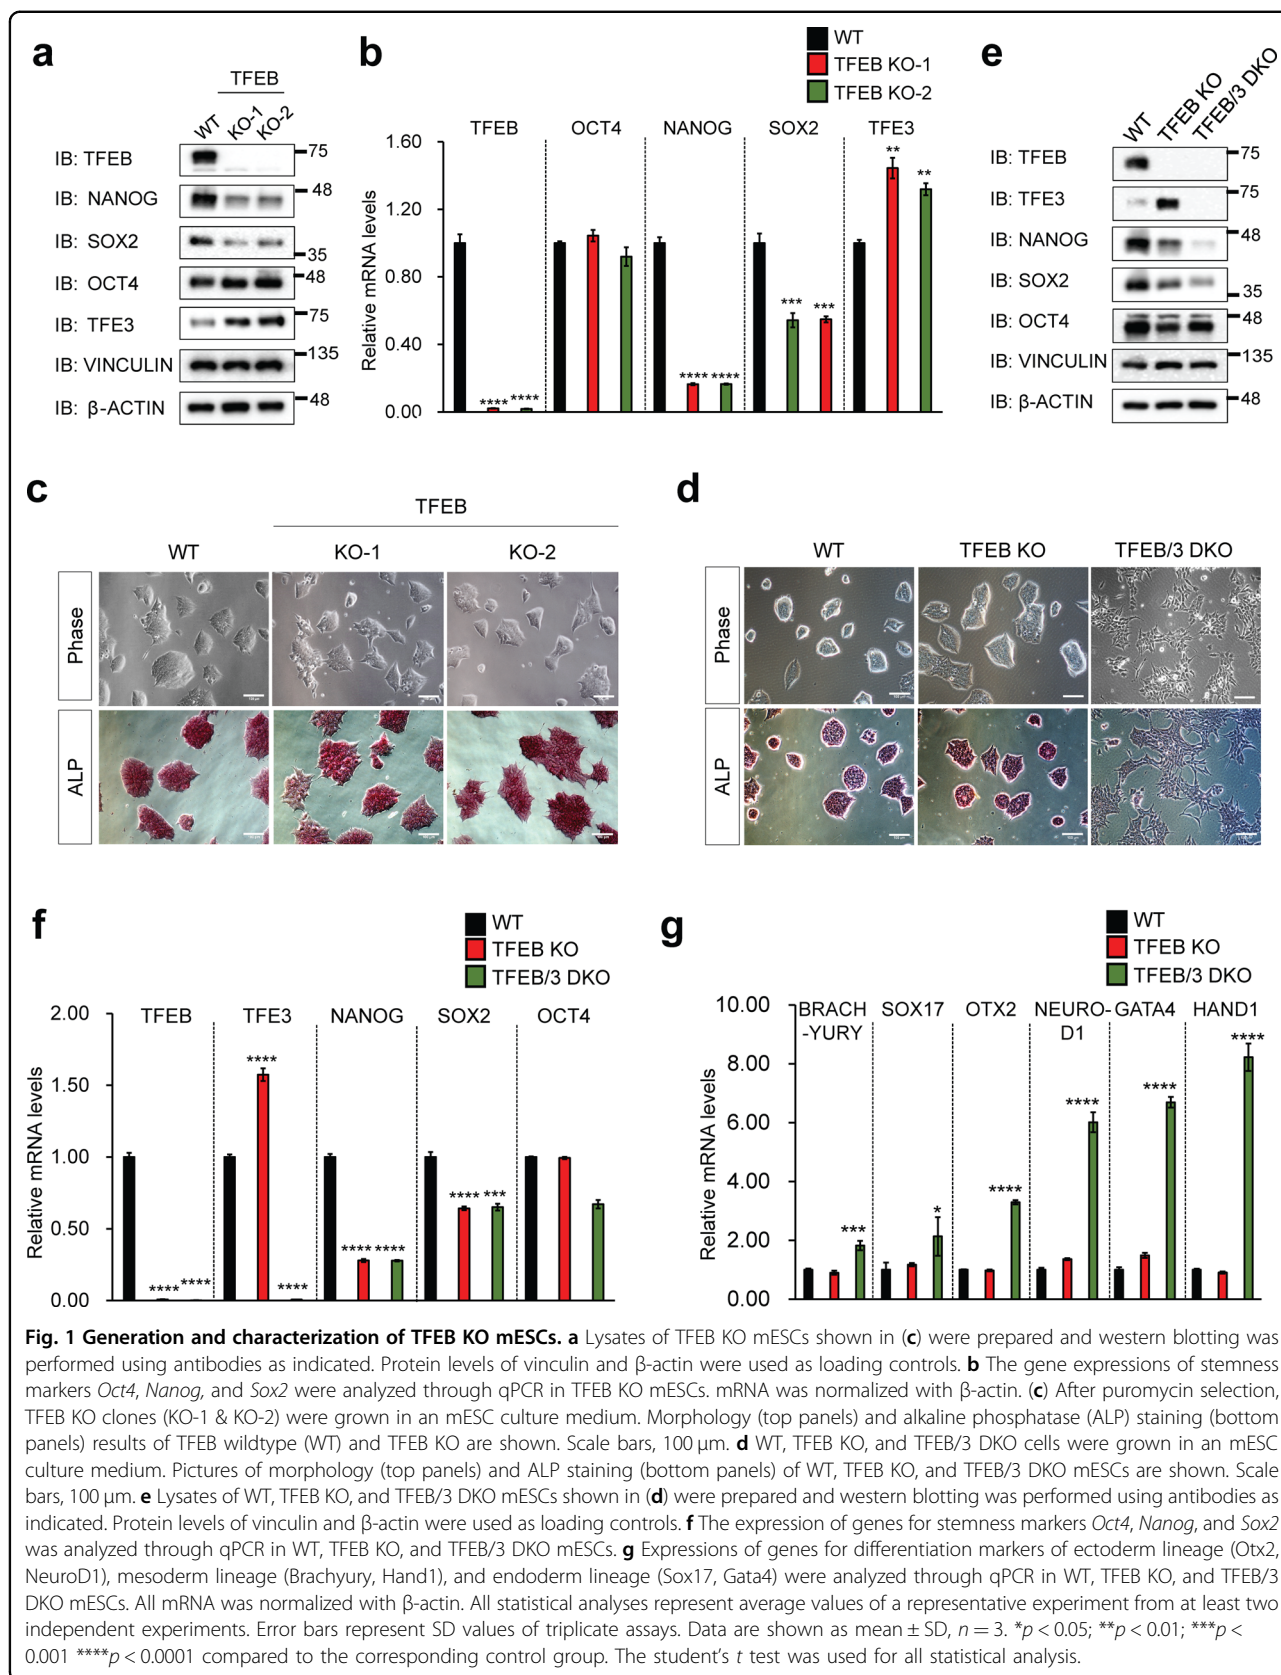 a
TFEB
WT
KO-1
KO-2
IB: TFEB
75
IB: NANOG
48
IB: SOX2
35
IB: OCT4
48
IB: TFE3
75
IB: VINCULIN
135
IB: β-ACTIN
48
b
WT
TFEB KO-1
TFEB KO-2
TFEB OCT4 NANOG SOX2 TFE3
Relative mRNA levels
1.60
1.20
0.80
0.40
0.00
**** ****
**** ****
*** ***
** **
e
WT
TFEB KO
TFEB/3 DKO
IB: TFEB
75
IB: TFE3
75
IB: NANOG
48
IB: SOX2
35
IB: OCT4
48
IB: VINCULIN
135
IB: β-ACTIN
48
c
TFEB
WT KO-1 KO-2
Phase
ALP
d
WT TFEB KO TFEB/3 DKO
Phase
ALP
f
WT
TFEB KO
TFEB/3 DKO
TFEB TFE3 NANOG SOX2 OCT4
Relative mRNA levels
2.00
1.50
1.00
0.50
0.00
**** ****
**** ****
**** ****
**** ***
g
WT
TFEB KO
TFEB/3 DKO
BRACH SOX17 OTX2 NEURO- GATA4 HAND1
-YURY D1
Relative mRNA levels
10.00
8.00
6.00
4.00
2.00
0.00
***
*
****
****
****
****
Fig. 1 Generation and characterization of TFEB KO mESCs. a Lysates of TFEB KO mESCs shown in (c) were prepared and western blotting was
performed using antibodies as indicated. Protein levels of vinculin and β-actin were used as loading controls. b The gene expressions of stemness
markers Oct4, Nanog, and Sox2 were analyzed through qPCR in TFEB KO mESCs. mRNA was normalized with β-actin. (c) After puromycin selection,
TFEB KO clones (KO-1 & KO-2) were grown in an mESC culture medium. Morphology (top panels) and alkaline phosphatase (ALP) staining (bottom
panels) results of TFEB wildtype (WT) and TFEB KO are shown. Scale bars, 100 μm. d WT, TFEB KO, and TFEB/3 DKO cells were grown in an mESC
culture medium. Pictures of morphology (top panels) and ALP staining (bottom panels) of WT, TFEB KO, and TFEB/3 DKO mESCs are shown. Scale
bars, 100 μm. e Lysates of WT, TFEB KO, and TFEB/3 DKO mESCs shown in (d) were prepared and western blotting was performed using antibodies as
indicated. Protein levels of vinculin and β-actin were used as loading controls. f The expression of genes for stemness markers Oct4, Nanog, and Sox2
was analyzed through qPCR in WT, TFEB KO, and TFEB/3 DKO mESCs. g Expressions of genes for differentiation markers of ectoderm lineage (Otx2,
NeuroD1), mesoderm lineage (Brachyury, Hand1), and endoderm lineage (Sox17, Gata4) were analyzed through qPCR in WT, TFEB KO, and TFEB/3
DKO mESCs. All mRNA was normalized with β-actin. All statistical analyses represent average values of a representative experiment from at least two
independent experiments. Error bars represent SD values of triplicate assays. Data are shown as mean ± SD, n = 3. *p < 0.05; **p < 0.01; ***p <
0.001 ****p < 0.0001 compared to the corresponding control group. The student's t test was used for all statistical analysis.